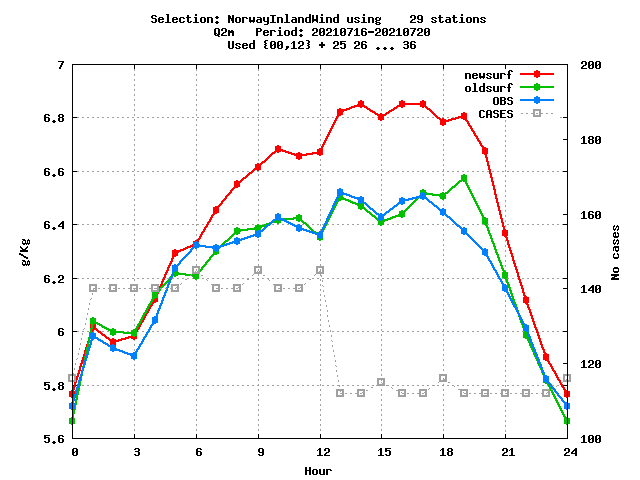 Selection: NorwayInlandWind using    29 stations
Q2m   Period: 20210716-20210720
Used {00,12} + 25 26 ... 36
7
6.8
6.6
6.4
6.2
6
5.8
5.6
g/Kg
200
180
160
140
120
100
No cases
newsurf
oldsurf
OBS
CASES
0 3 6 9 12 15 18 21 24
Hour